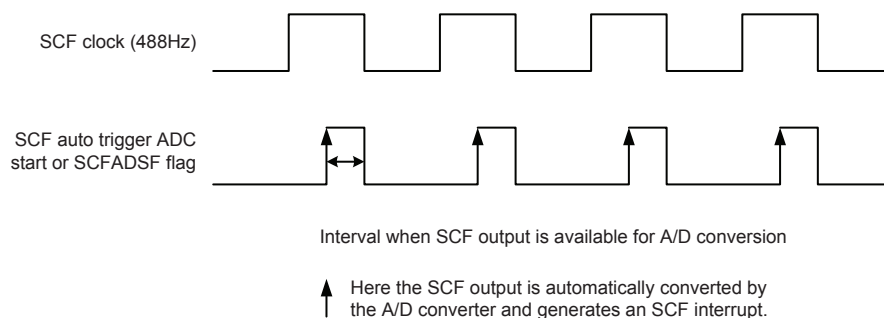 SCF clock (488Hz)
SCF auto trigger ADC
start or SCFADSF flag
Interval when SCF output is available for A/D conversion
Here the SCF output is automatically converted by
the A/D converter and generates an SCF interrupt.